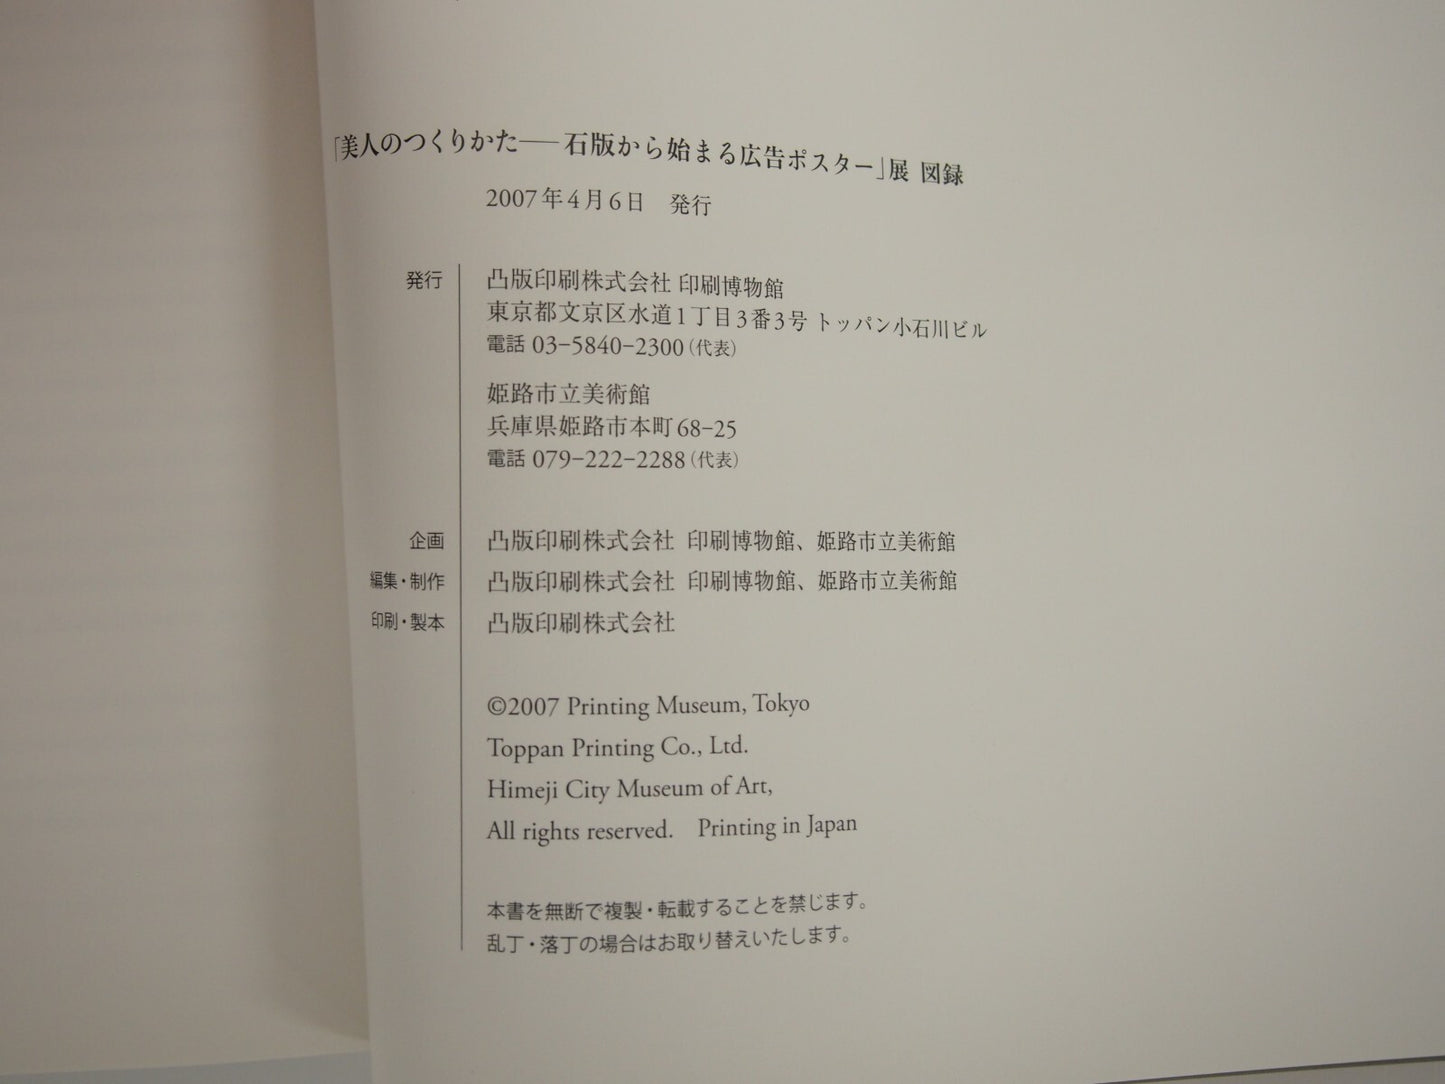 「美人のつくりかた――石版から始まる広告ポスター」展 図録
2007年4月6日　発行
発行
凸版印刷株式会社 印刷博物館
東京都文京区水道1丁目3番3号 トッパン小石川ビル
電話 03-5840-2300(代表)
姫路市立美術館
兵庫県姫路市本町68-25
電話 079-222-2288(代表)
企画 凸版印刷株式会社 印刷博物館、姫路市立美術館
編集・制作 凸版印刷株式会社 印刷博物館、姫路市立美術館
印刷・製本 凸版印刷株式会社
©2007 Printing Museum, Tokyo
Toppan Printing Co., Ltd.
Himeji City Museum of Art,
All rights reserved.　Printing in Japan
本書を無断で複製・転載することを禁じます。
乱丁・落丁の場合はお取り替えいたします。